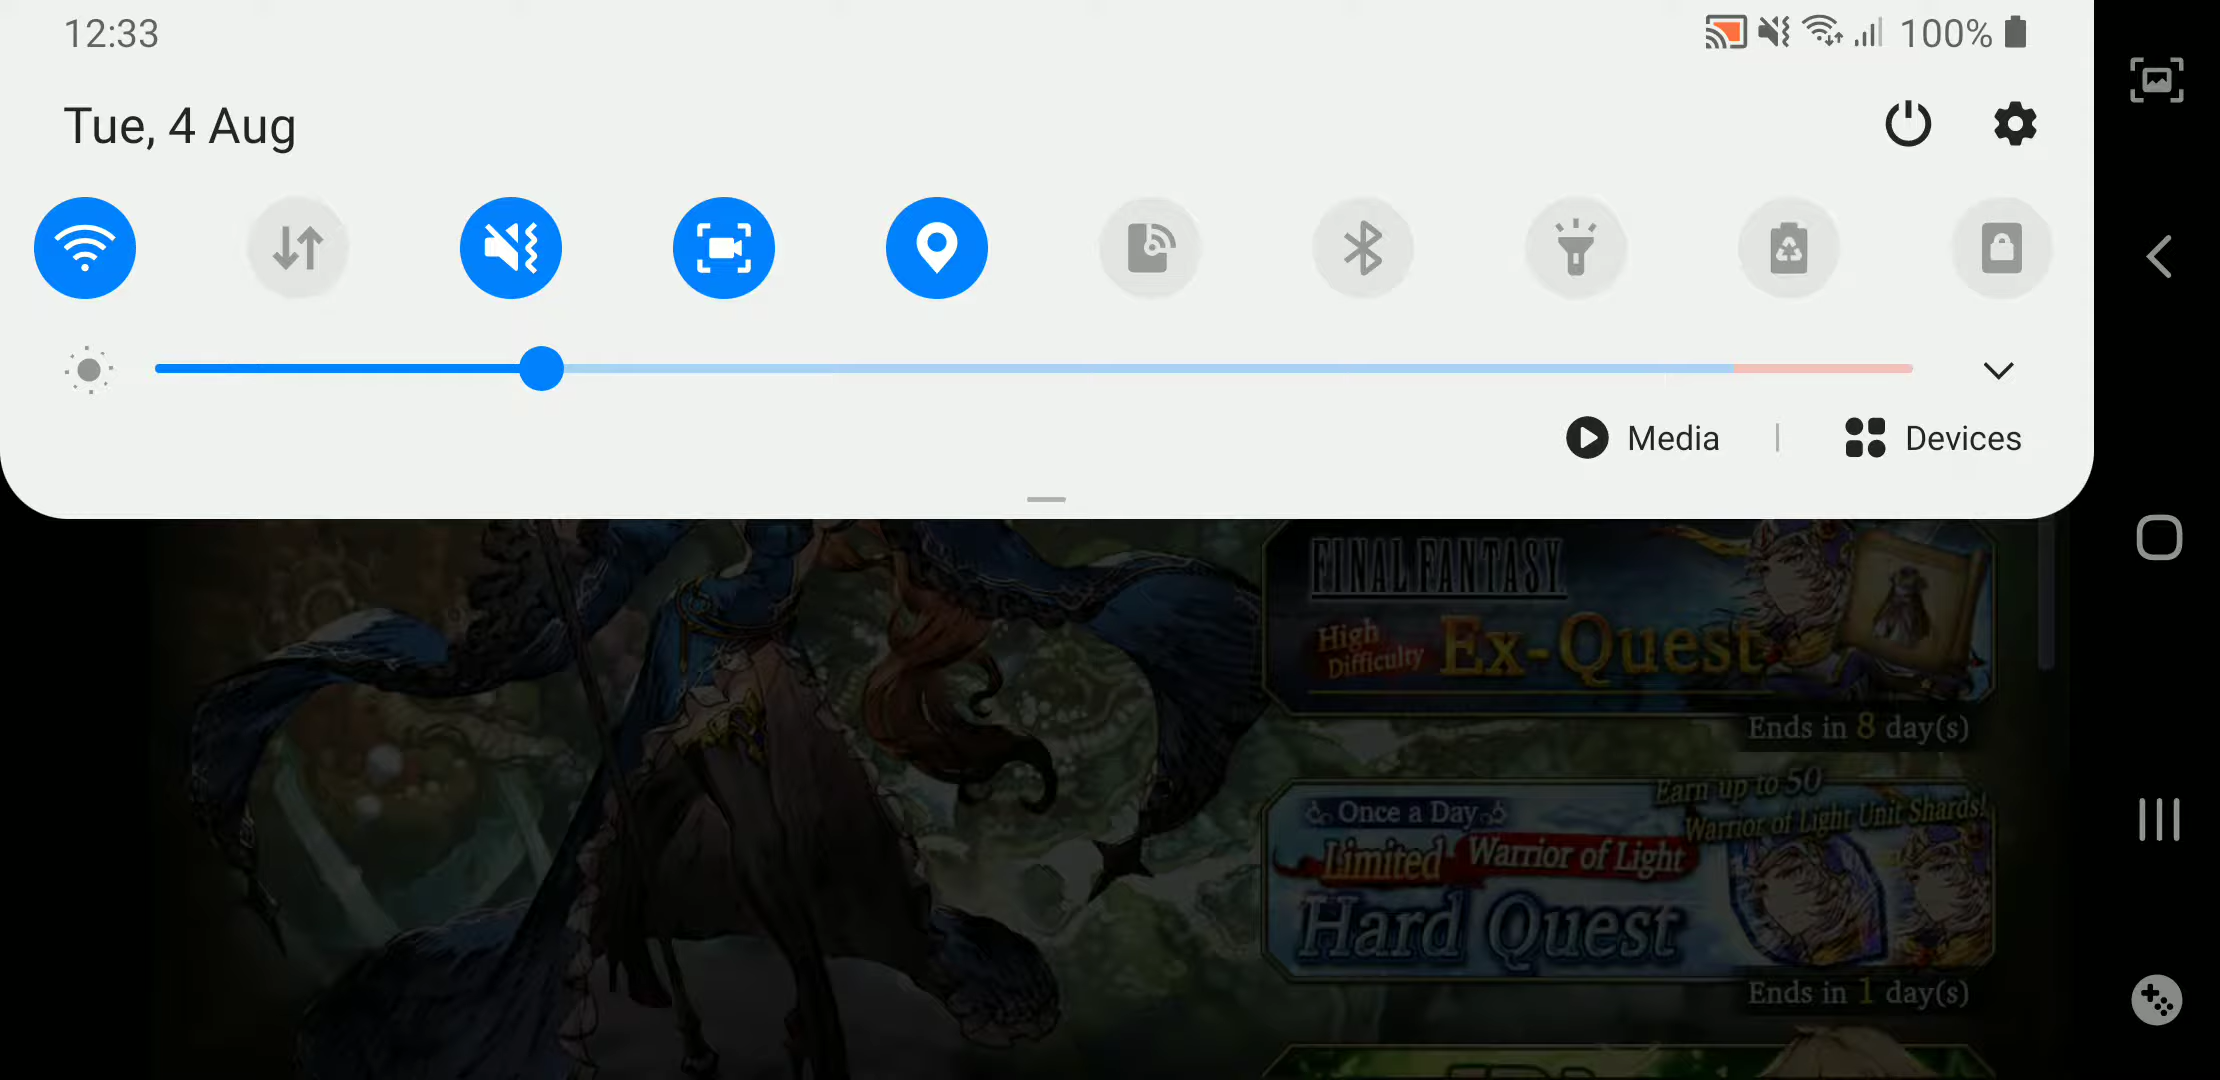 12:33
100%
Tue, 4 Aug
Media
Devices
FINAL FANTASY
High
Difficulty
Ex-Quest
Ends in 8 day(s)
Earn up to 50
Warrior of Light Unit Shards!
Once a Day
Limited Warrior of Light
Hard Quest
Ends in 1 day(s)